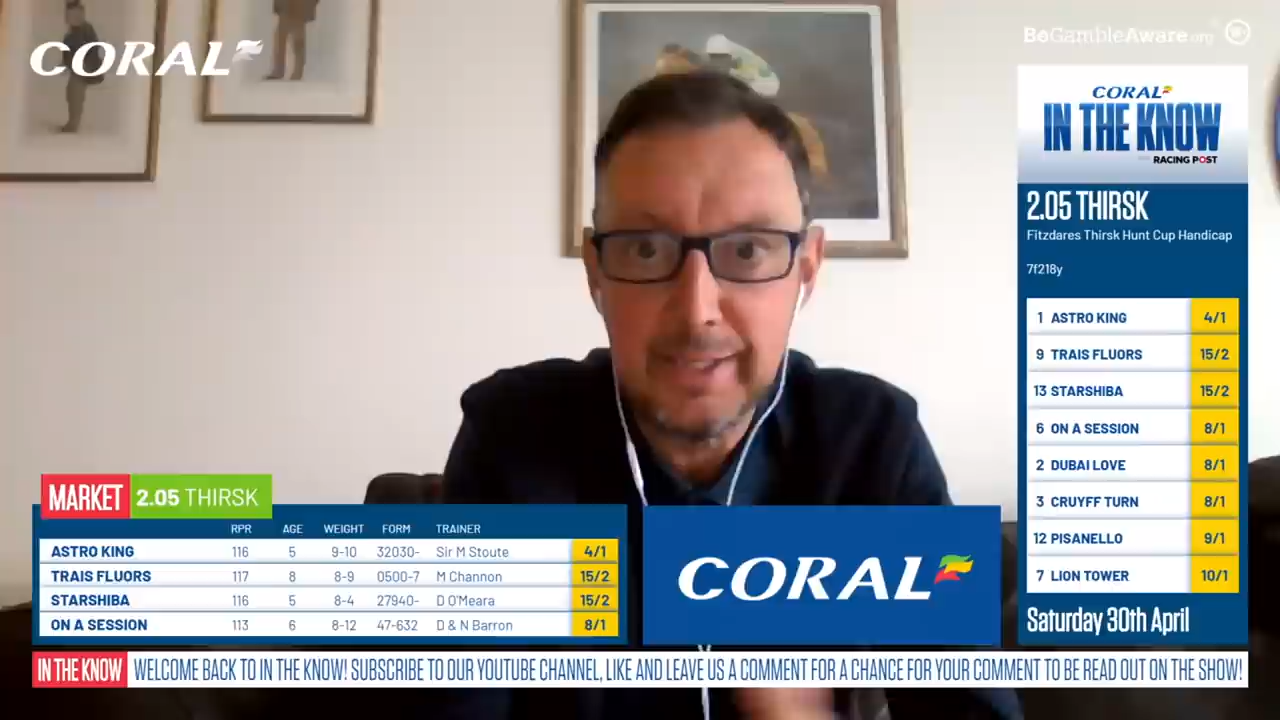 CORAL
BeGambleAware.org 18+
CORAL
IN THE KNOW
RACING POST
2.05 THIRSK
Fitzdares Thirsk Hunt Cup Handicap
7f218y
1 ASTRO KING 4/1
9 TRAIS FLUORS 15/2
13 STARSHIBA 15/2
6 ON A SESSION 8/1
2 DUBAI LOVE 8/1
3 CRUYFF TURN 8/1
12 PISANELLO 9/1
7 LION TOWER 10/1
Saturday 30th April
MARKET 2.05 THIRSK
RPR AGE WEIGHT FORM TRAINER
ASTRO KING 116 5 9-10 32030- Sir M Stoute 4/1
TRAIS FLUORS 117 8 8-9 0500-7 M Channon 15/2
STARSHIBA 116 5 8-4 27940- D O'Meara 15/2
ON A SESSION 113 6 8-12 47-632 D & N Barron 8/1
CORAL
IN THE KNOW WELCOME BACK TO IN THE KNOW! SUBSCRIBE TO OUR YOUTUBE CHANNEL, LIKE AND LEAVE US A COMMENT FOR A CHANCE FOR YOUR COMMENT TO BE READ OUT ON THE SHOW!